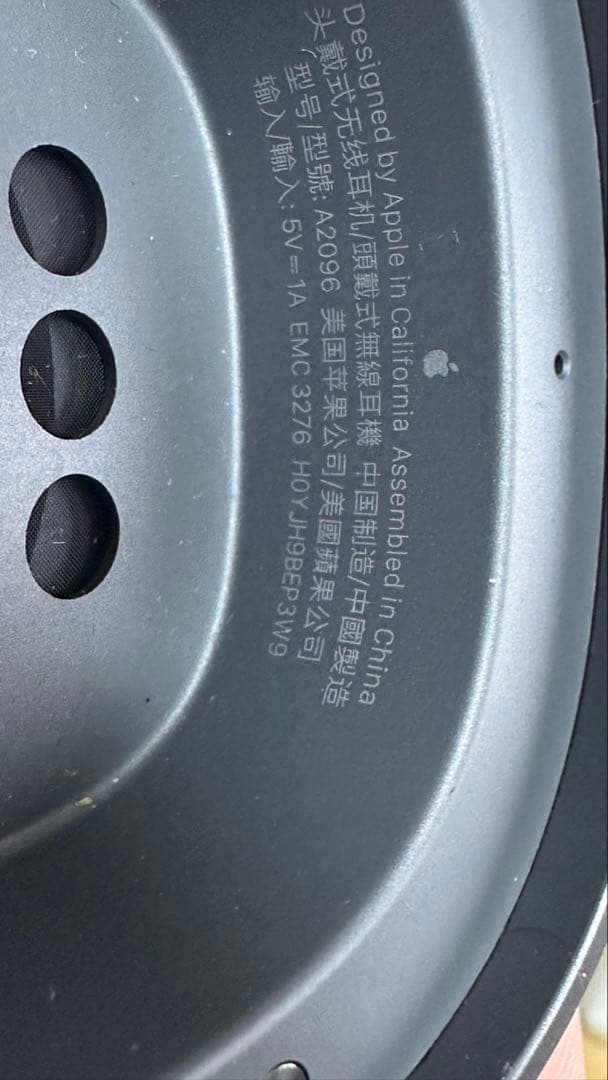 Designed by Apple in California Assembled in China
头戴式无线耳机/頭戴式無線耳機 中国制造/中國製造
型号/型號: A2096 美国苹果公司/美國蘋果公司
输入/輸入: 5V⎓1A EMC 3276 H0YJH9BEP3W9